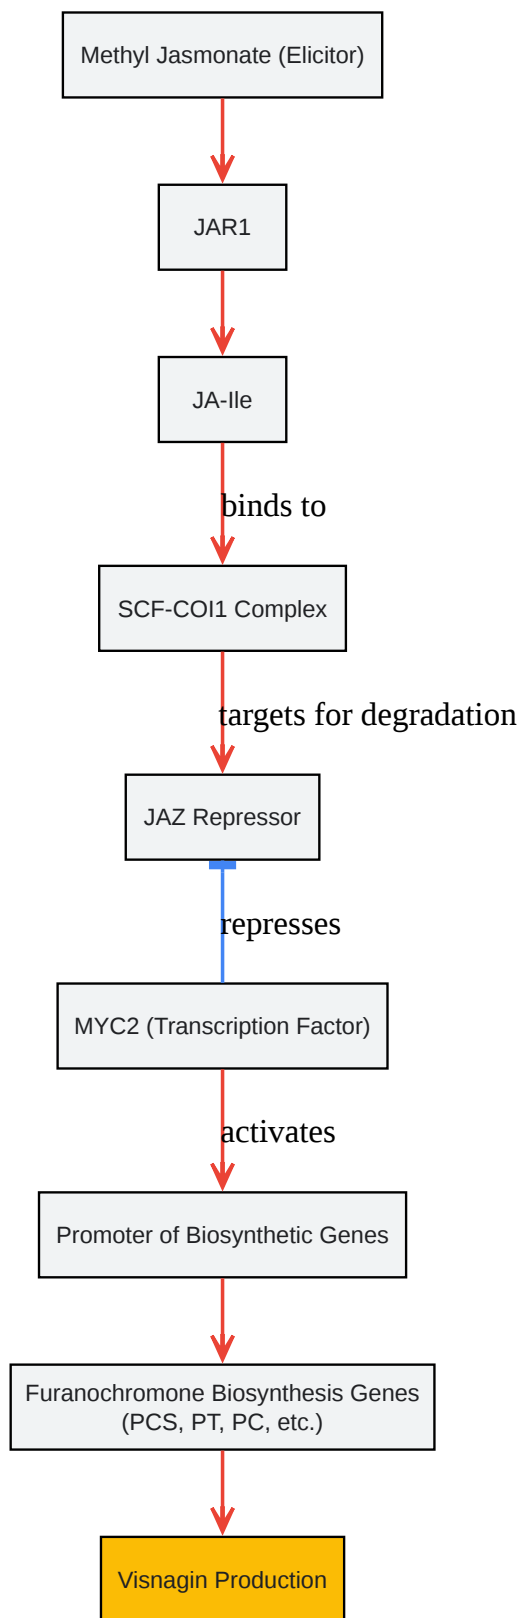 Methyl Jasmonate (Elicitor)
JAR1
JA-Ile
binds to
SCF-COI1 Complex
targets for degradation
JAZ Repressor
represses
MYC2 (Transcription Factor)
activates
Promoter of Biosynthetic Genes
Furanochromone Biosynthesis Genes
(PCS, PT, PC, etc.)
Visnagin Production